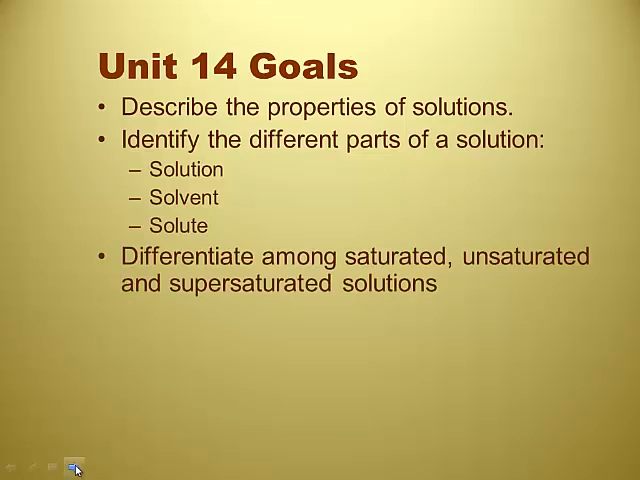 Unit 14 Goals
• Describe the properties of solutions.
• Identify the different parts of a solution:
– Solution
– Solvent
– Solute
• Differentiate among saturated, unsaturated
and supersaturated solutions